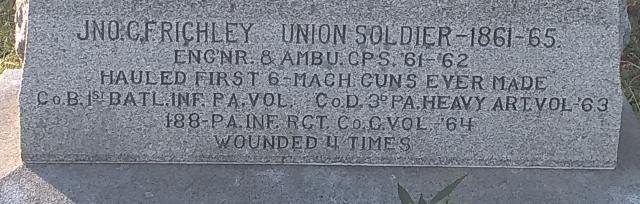 JNO. C. FRICHLEY UNION SOLDIER-1861-65.
ENG'NR. & AMBU. CPS. '61-'62
HAULED FIRST 6-MACH. GUNS EVER MADE
Co. B. 1st BATL. INF. PA. VOL. Co. D. 3D PA. HEAVY ART. VOL-'63
188-PA. INF. RGT. Co. C. VOL.-'64
WOUNDED 4 TIMES